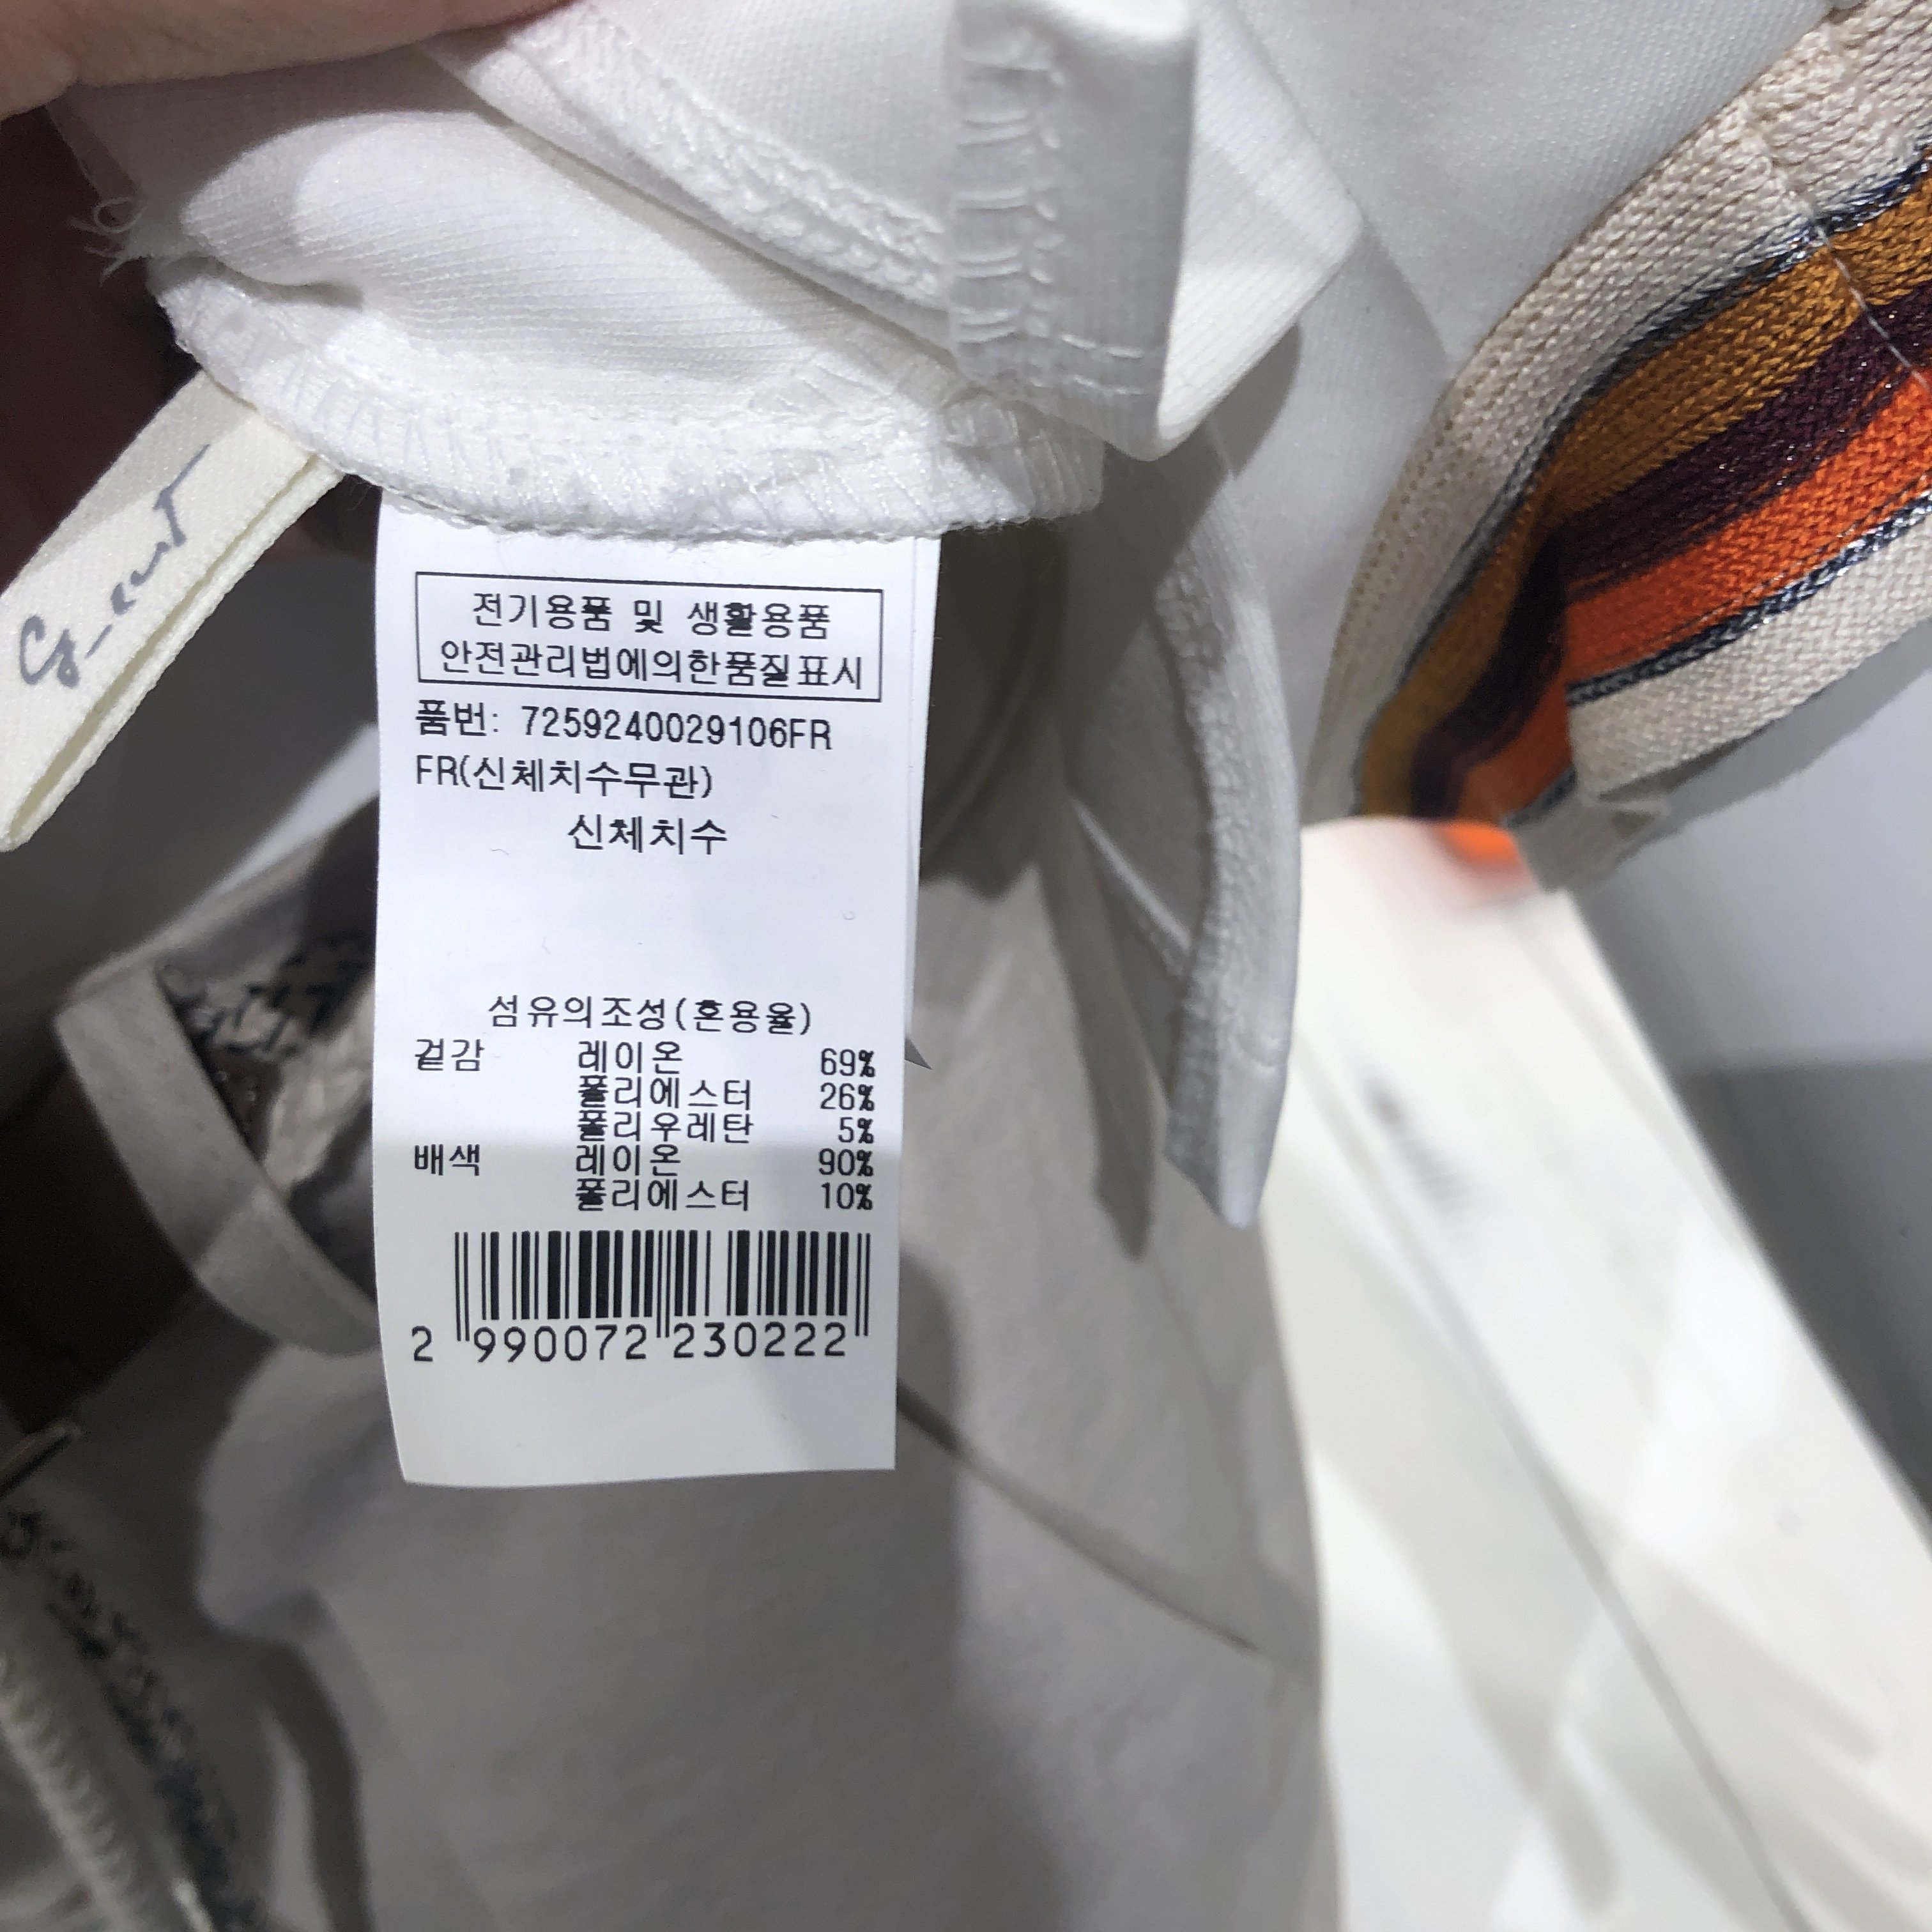 전기용품 및 생활용품
안전관리법에의한품질표시
품번: 7259240029106FR
FR(신체치수무관)
신체치수
섬유의조성(혼용율)
겉감 레이온 69%
폴리에스터 26%
폴리우레탄 5%
배색 레이온 90%
폴리에스터 10%
2 990072 230222